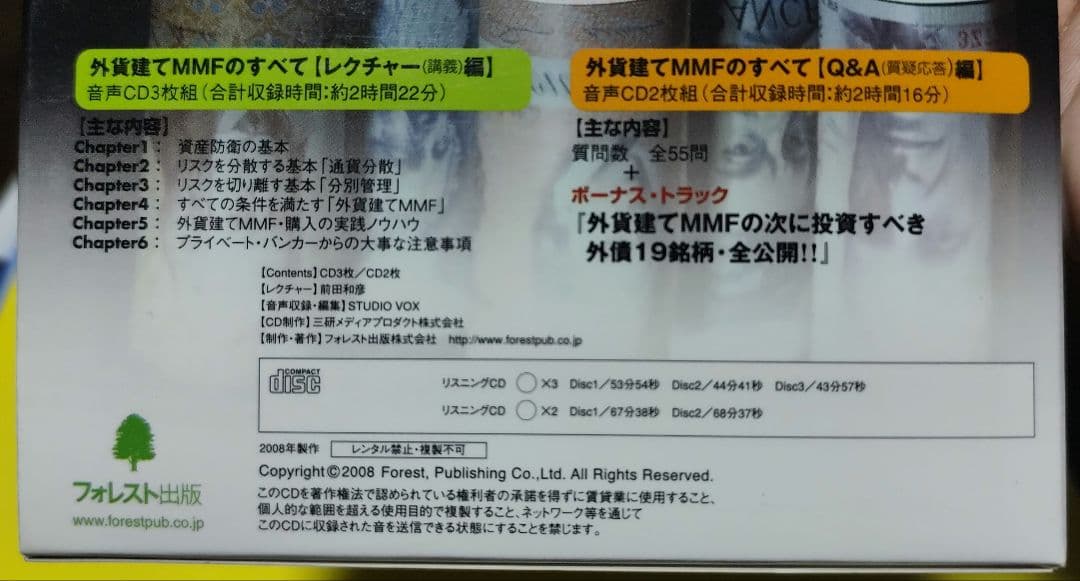 外貨建てMMFのすべて【レクチャー(講義)編】
音声CD3枚組(合計収録時間:約2時間22分)
【主な内容】
Chapter1: 資産防衛の基本
Chapter2: リスクを分散する基本「通貨分散」
Chapter3: リスクを切り離す基本「分別管理」
Chapter4: すべての条件を満たす「外貨建てMMF」
Chapter5: 外貨建てMMF・購入の実践ノウハウ
Chapter6: プライベート・バンカーからの大事な注意事項
外貨建てMMFのすべて【Q&A(質疑応答)編】
音声CD2枚組(合計収録時間:約2時間16分)
【主な内容】
質問数 全55問
+
ボーナス・トラック
『外貨建てMMFの次に投資すべき
外債19銘柄・全公開!!』
【Contents】CD3枚/CD2枚
【レクチャー】前田和彦
【音声収録・編集】STUDIO VOX
【CD制作】三研メディアプロダクト株式会社
【制作・著作】フォレスト出版株式会社 http://www.forestpub.co.jp
COMPACT
disc
リスニングCD ○×3 Disc1/53分54秒 Disc2/44分41秒 Disc3/43分57秒
リスニングCD ○×2 Disc1/67分38秒 Disc2/68分37秒
2008年製作 レンタル禁止・複製不可
Copyright©2008 Forest, Publishing Co.,Ltd. All Rights Reserved.
このCDを著作権法で認められている権利者の承諾を得ずに賃貸業に使用すること、
個人的な範囲を超える使用目的で複製すること、ネットワーク等を通じて
このCDに収録された音を送信できる状態にすることを禁じます。
フォレスト出版
www.forestpub.co.jp